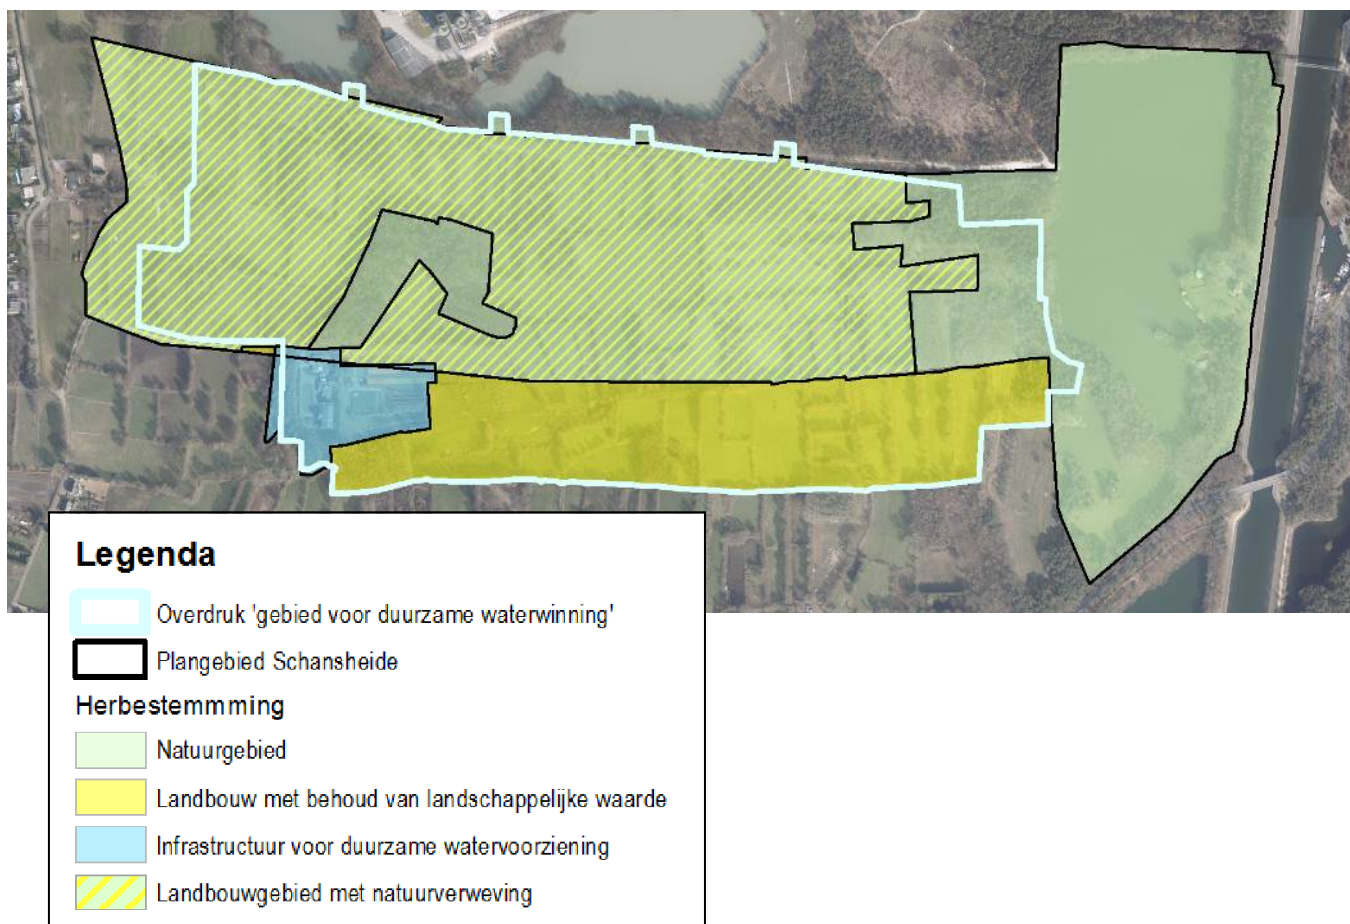 Legenda
Overdruk 'gebied voor duurzame waterwinning'
Plangebied Schansheide
Herbestemmming
Natuurgebied
Landbouw met behoud van landschappelijke waarde
Infrastructuur voor duurzame watervoorziening
Landbouwgebied met natuurverweving